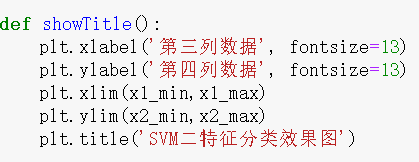 def showTitle():
    plt.xlabel('第三列数据', fontsize=13)
    plt.ylabel('第四列数据', fontsize=13)
    plt.xlim(x1_min,x1_max)
    plt.ylim(x2_min,x2_max)
    plt.title('SVM二特征分类效果图')